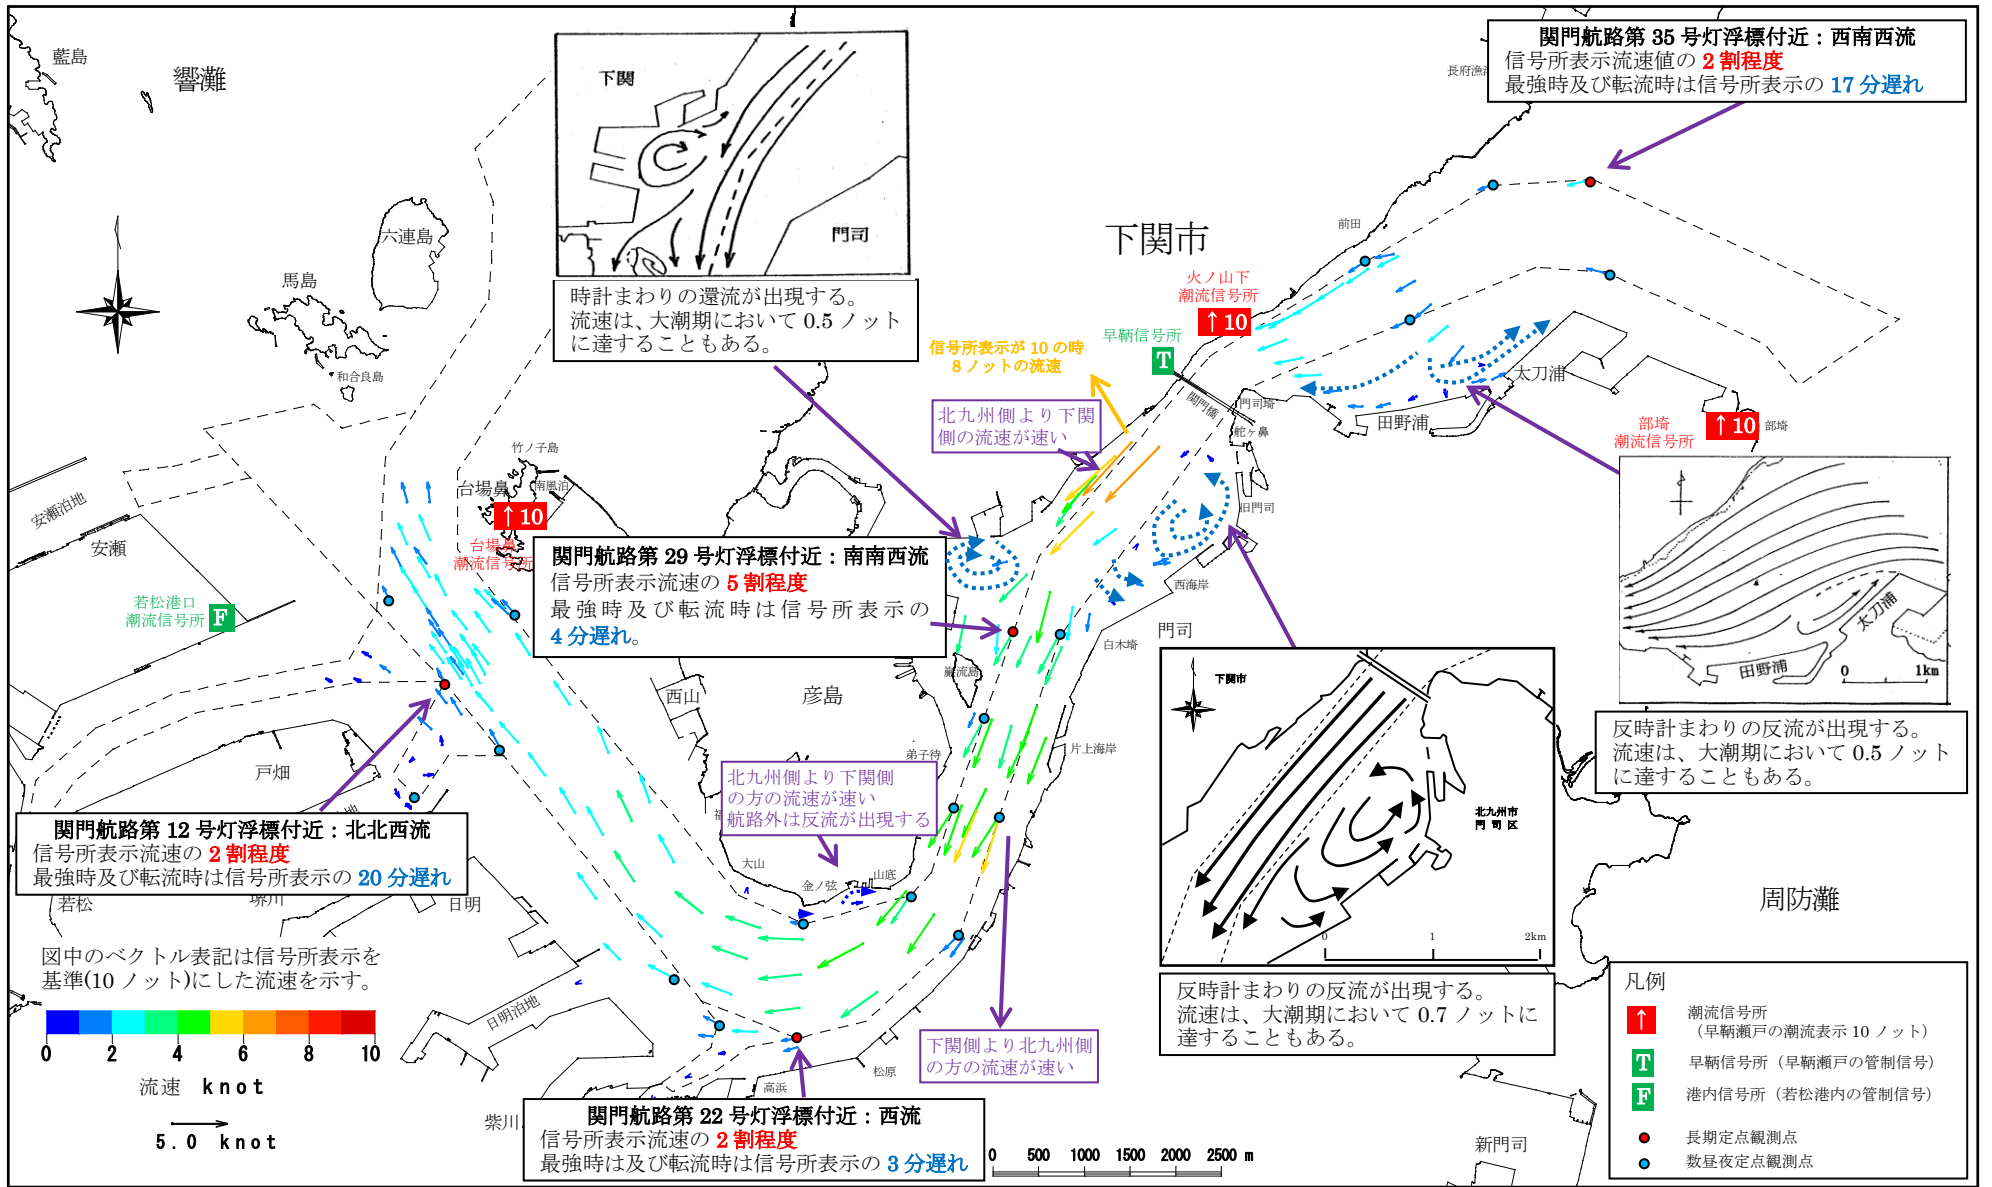 藍島
響灘
六連島
馬島
和合良島
下関
門司
時計まわりの還流が出現する。
流速は、大潮期において 0.5 ノット
に達することもある。
関門航路第 35 号灯浮標付近：西南西流
信号所表示流速値の 2 割程度
最強時及び転流時は信号所表示の 17 分遅れ
下関市
前田
火ノ山下
潮流信号所
↑10
早鞆信号所
T
信号所表示が 10 の時
8 ノットの流速
北九州側より下関
側の流速が速い
関門橋
門司埼
舵ヶ鼻
旧門司
西海岸
太刀浦
田野浦
部埼
潮流信号所
↑10
部埼
太刀浦
田野浦
0
1km
反時計まわりの反流が出現する。
流速は、大潮期において 0.5 ノット
に達することもある。
竹ノ子島
台場鼻
南風泊
↑10
台場鼻
潮流信号所
安瀬泊地
安瀬
若松港口
潮流信号所
F
関門航路第 29 号灯浮標付近：南南西流
信号所表示流速の 5 割程度
最強時及び転流時は信号所表示の
4 分遅れ。
巌流島
白木埼
門司
西山
彦島
弟子待
片上海岸
下関市
北九州市
門司区
0
1
2km
反時計まわりの反流が出現する。
流速は、大潮期において 0.7 ノットに
達することもある。
戸畑
北九州側より下関側
の方の流速が速い
航路外は反流が出現する
大山
金ノ弦
山底
関門航路第 12 号灯浮標付近：北北西流
信号所表示流速の 2 割程度
最強時及び転流時は信号所表示の 20 分遅れ
若松
堺川
日明
日明泊地
周防灘
図中のベクトル表記は信号所表示を
基準(10 ノット)にした流速を示す。
0 2 4 6 8 10
流速 knot
5.0 knot
下関側より北九州側
の方の流速が速い
松原
高浜
紫川
関門航路第 22 号灯浮標付近：西流
信号所表示流速の 2 割程度
最強時は及び転流時は信号所表示の 3 分遅れ
0 500 1000 1500 2000 2500 m
新門司
凡例
↑
潮流信号所
（早鞆瀬戸の潮流表示 10 ノット）
T
早鞆信号所（早鞆瀬戸の管制信号）
F
港内信号所（若松港内の管制信号）
長期定点観測点
数昼夜定点観測点